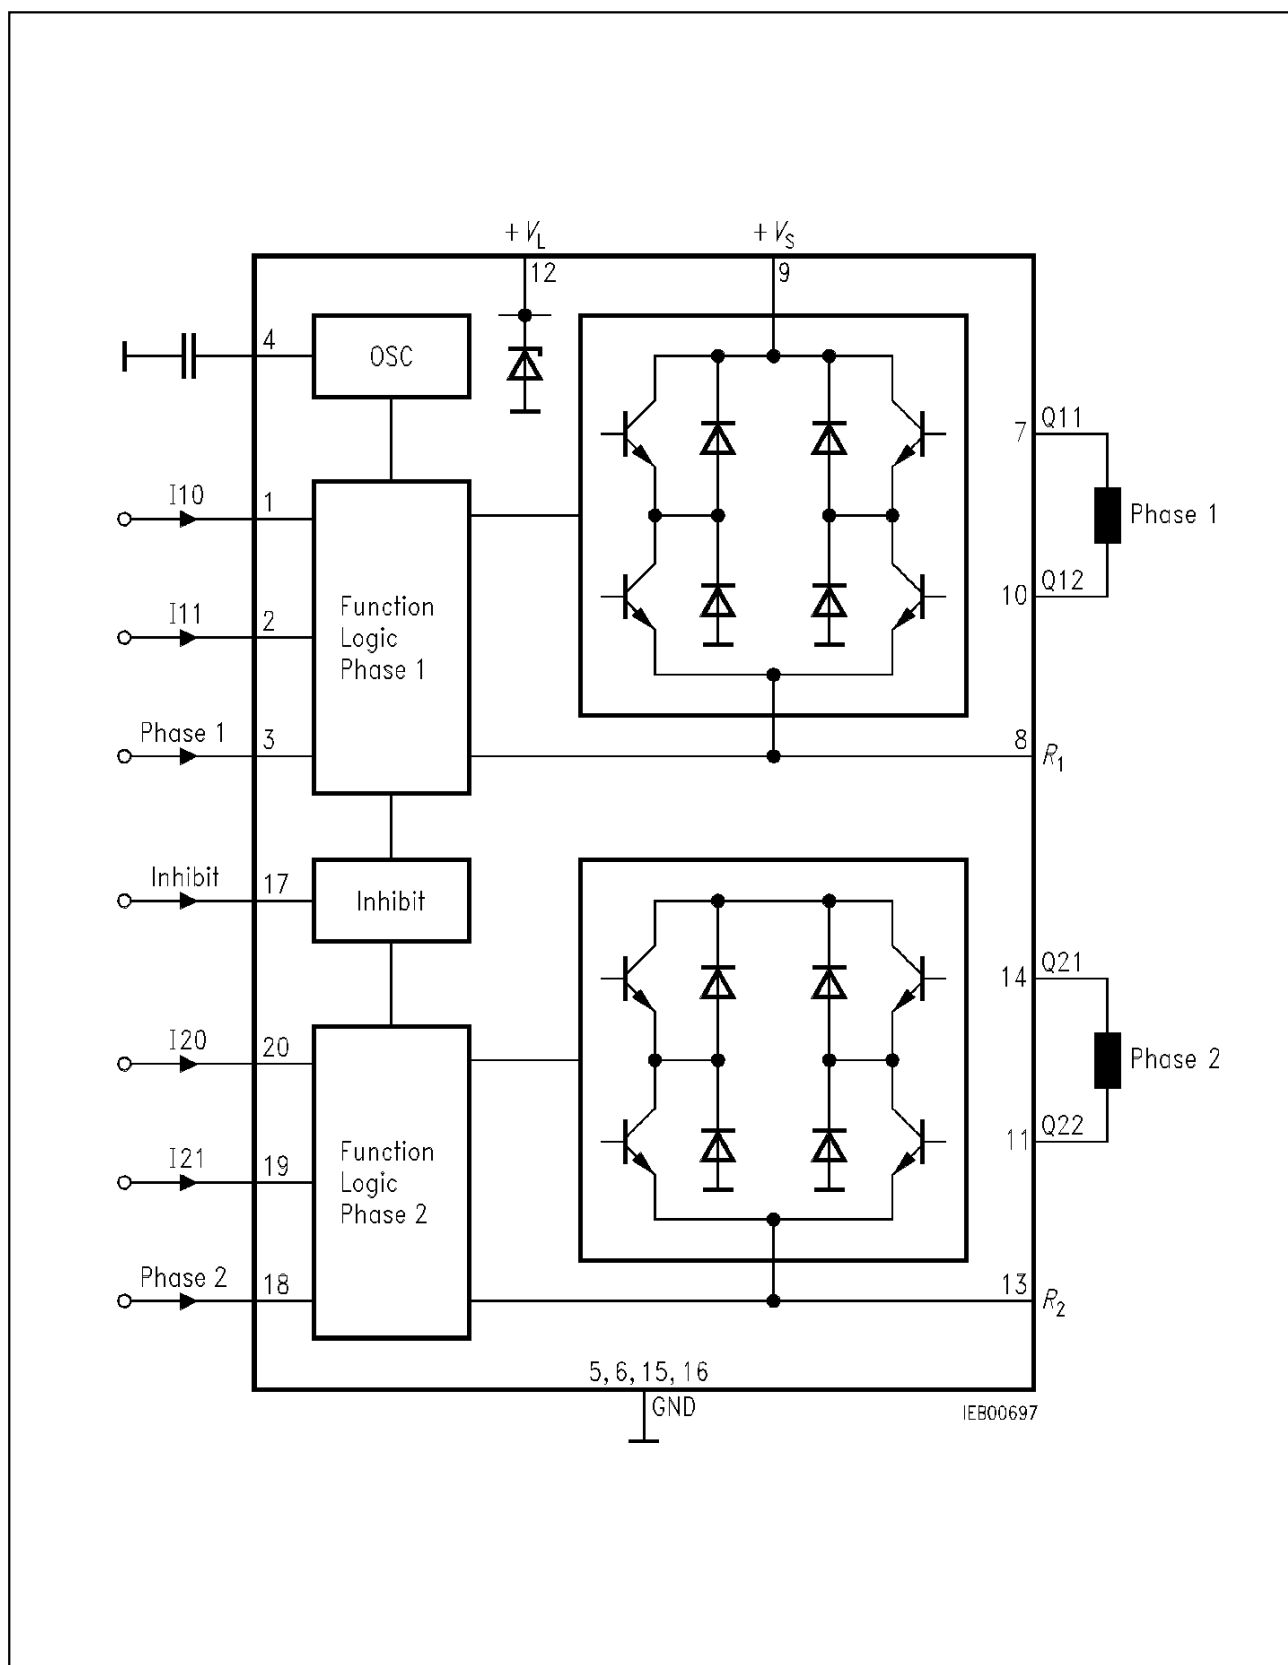 +VL
+VS
12
9
4
OSC
7
Q11
I10
1
Phase 1
10
Q12
I11
2
Function
Logic
Phase 1
Phase 1
3
8
R1
Inhibit
17
Inhibit
14
Q21
I20
20
Phase 2
11
Q22
I21
19
Function
Logic
Phase 2
Phase 2
18
13
R2
5, 6, 15, 16
GND
IEB00697